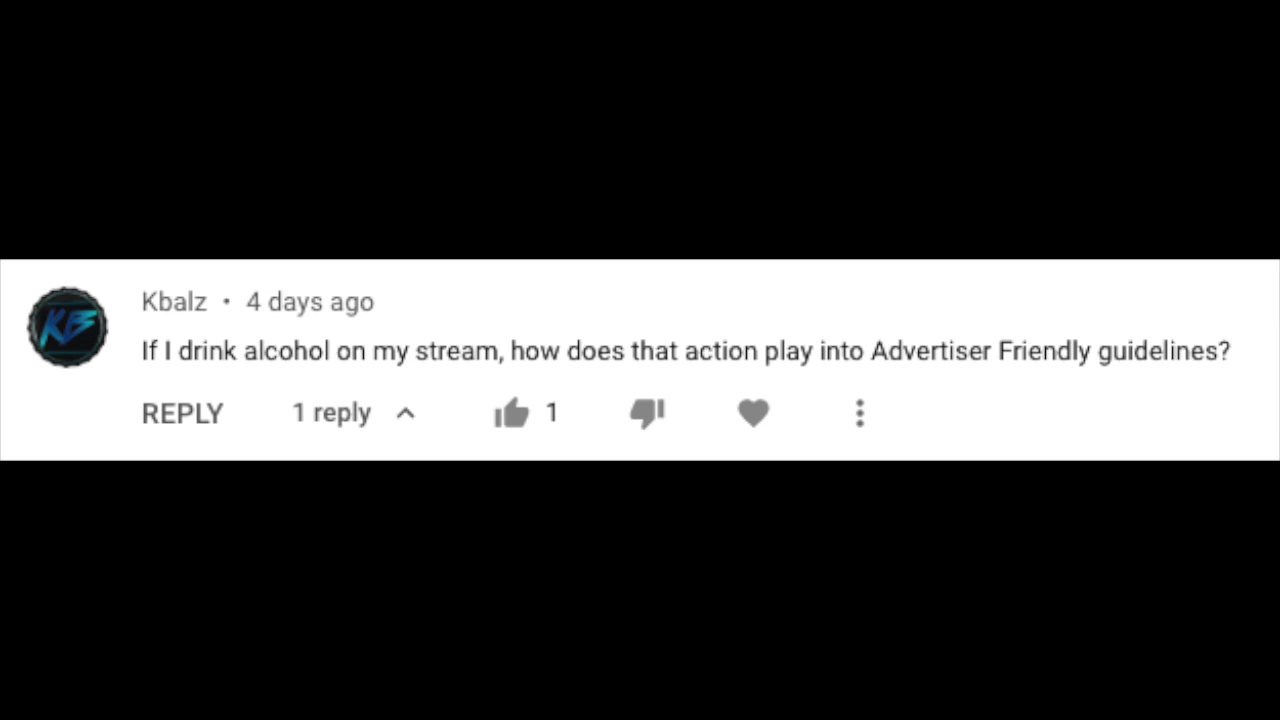 KB
Kbalz • 4 days ago
If I drink alcohol on my stream, how does that action play into Advertiser Friendly guidelines?
REPLY 1 reply 1